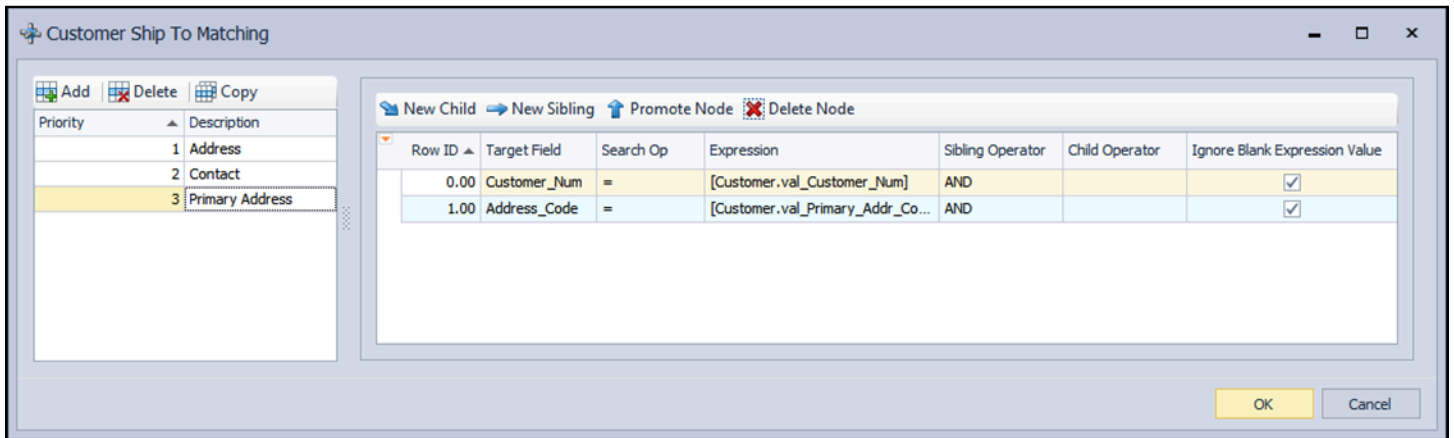 Customer Ship To Matching
Add Delete Copy
Priority Description
1 Address
2 Contact
3 Primary Address
New Child New Sibling Promote Node Delete Node
Row ID Target Field Search Op Expression Sibling Operator Child Operator Ignore Blank Expression Value
0.00 Customer_Num = [Customer.val_Customer_Num] AND
1.00 Address_Code = [Customer.val_Primary_Addr_Co... AND
OK Cancel